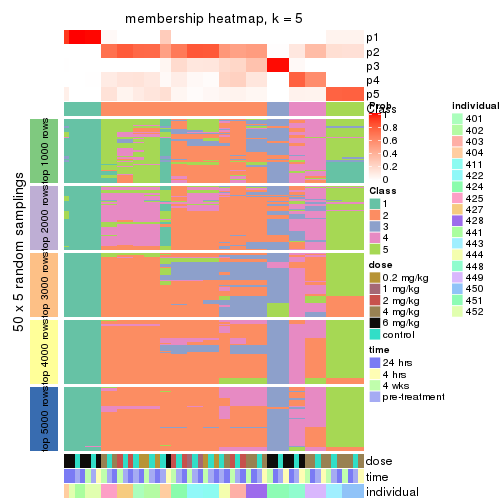 membership heatmap, k = 5
p1
p2
p3
p4
p5
Prob
Class
0.8
0.6
0.4
0.2
0
Class
1
2
3
4
5
dose
0.2 mg/kg
1 mg/kg
2 mg/kg
4 mg/kg
6 mg/kg
control
time
24 hrs
4 hrs
4 wks
pre-treatment
individual
401
402
403
404
411
422
424
425
427
428
441
443
444
448
449
450
451
452
50 x 5 random samplings
top 1000 rows
top 2000 rows
top 3000 rows
top 4000 rows
top 5000 rows
dose
time
individual